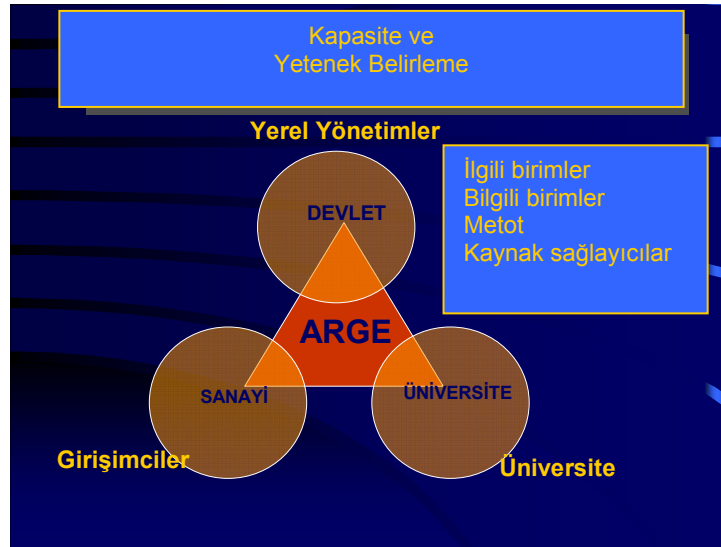 Kapasite ve
Yetenek Belirleme
Yerel Yönetimler
İlgili birimler
Bilgili birimler
Metot
Kaynak sağlayıcılar
DEVLET
ARGE
SANAYİ
ÜNİVERSİTE
Girişimciler
Üniversite